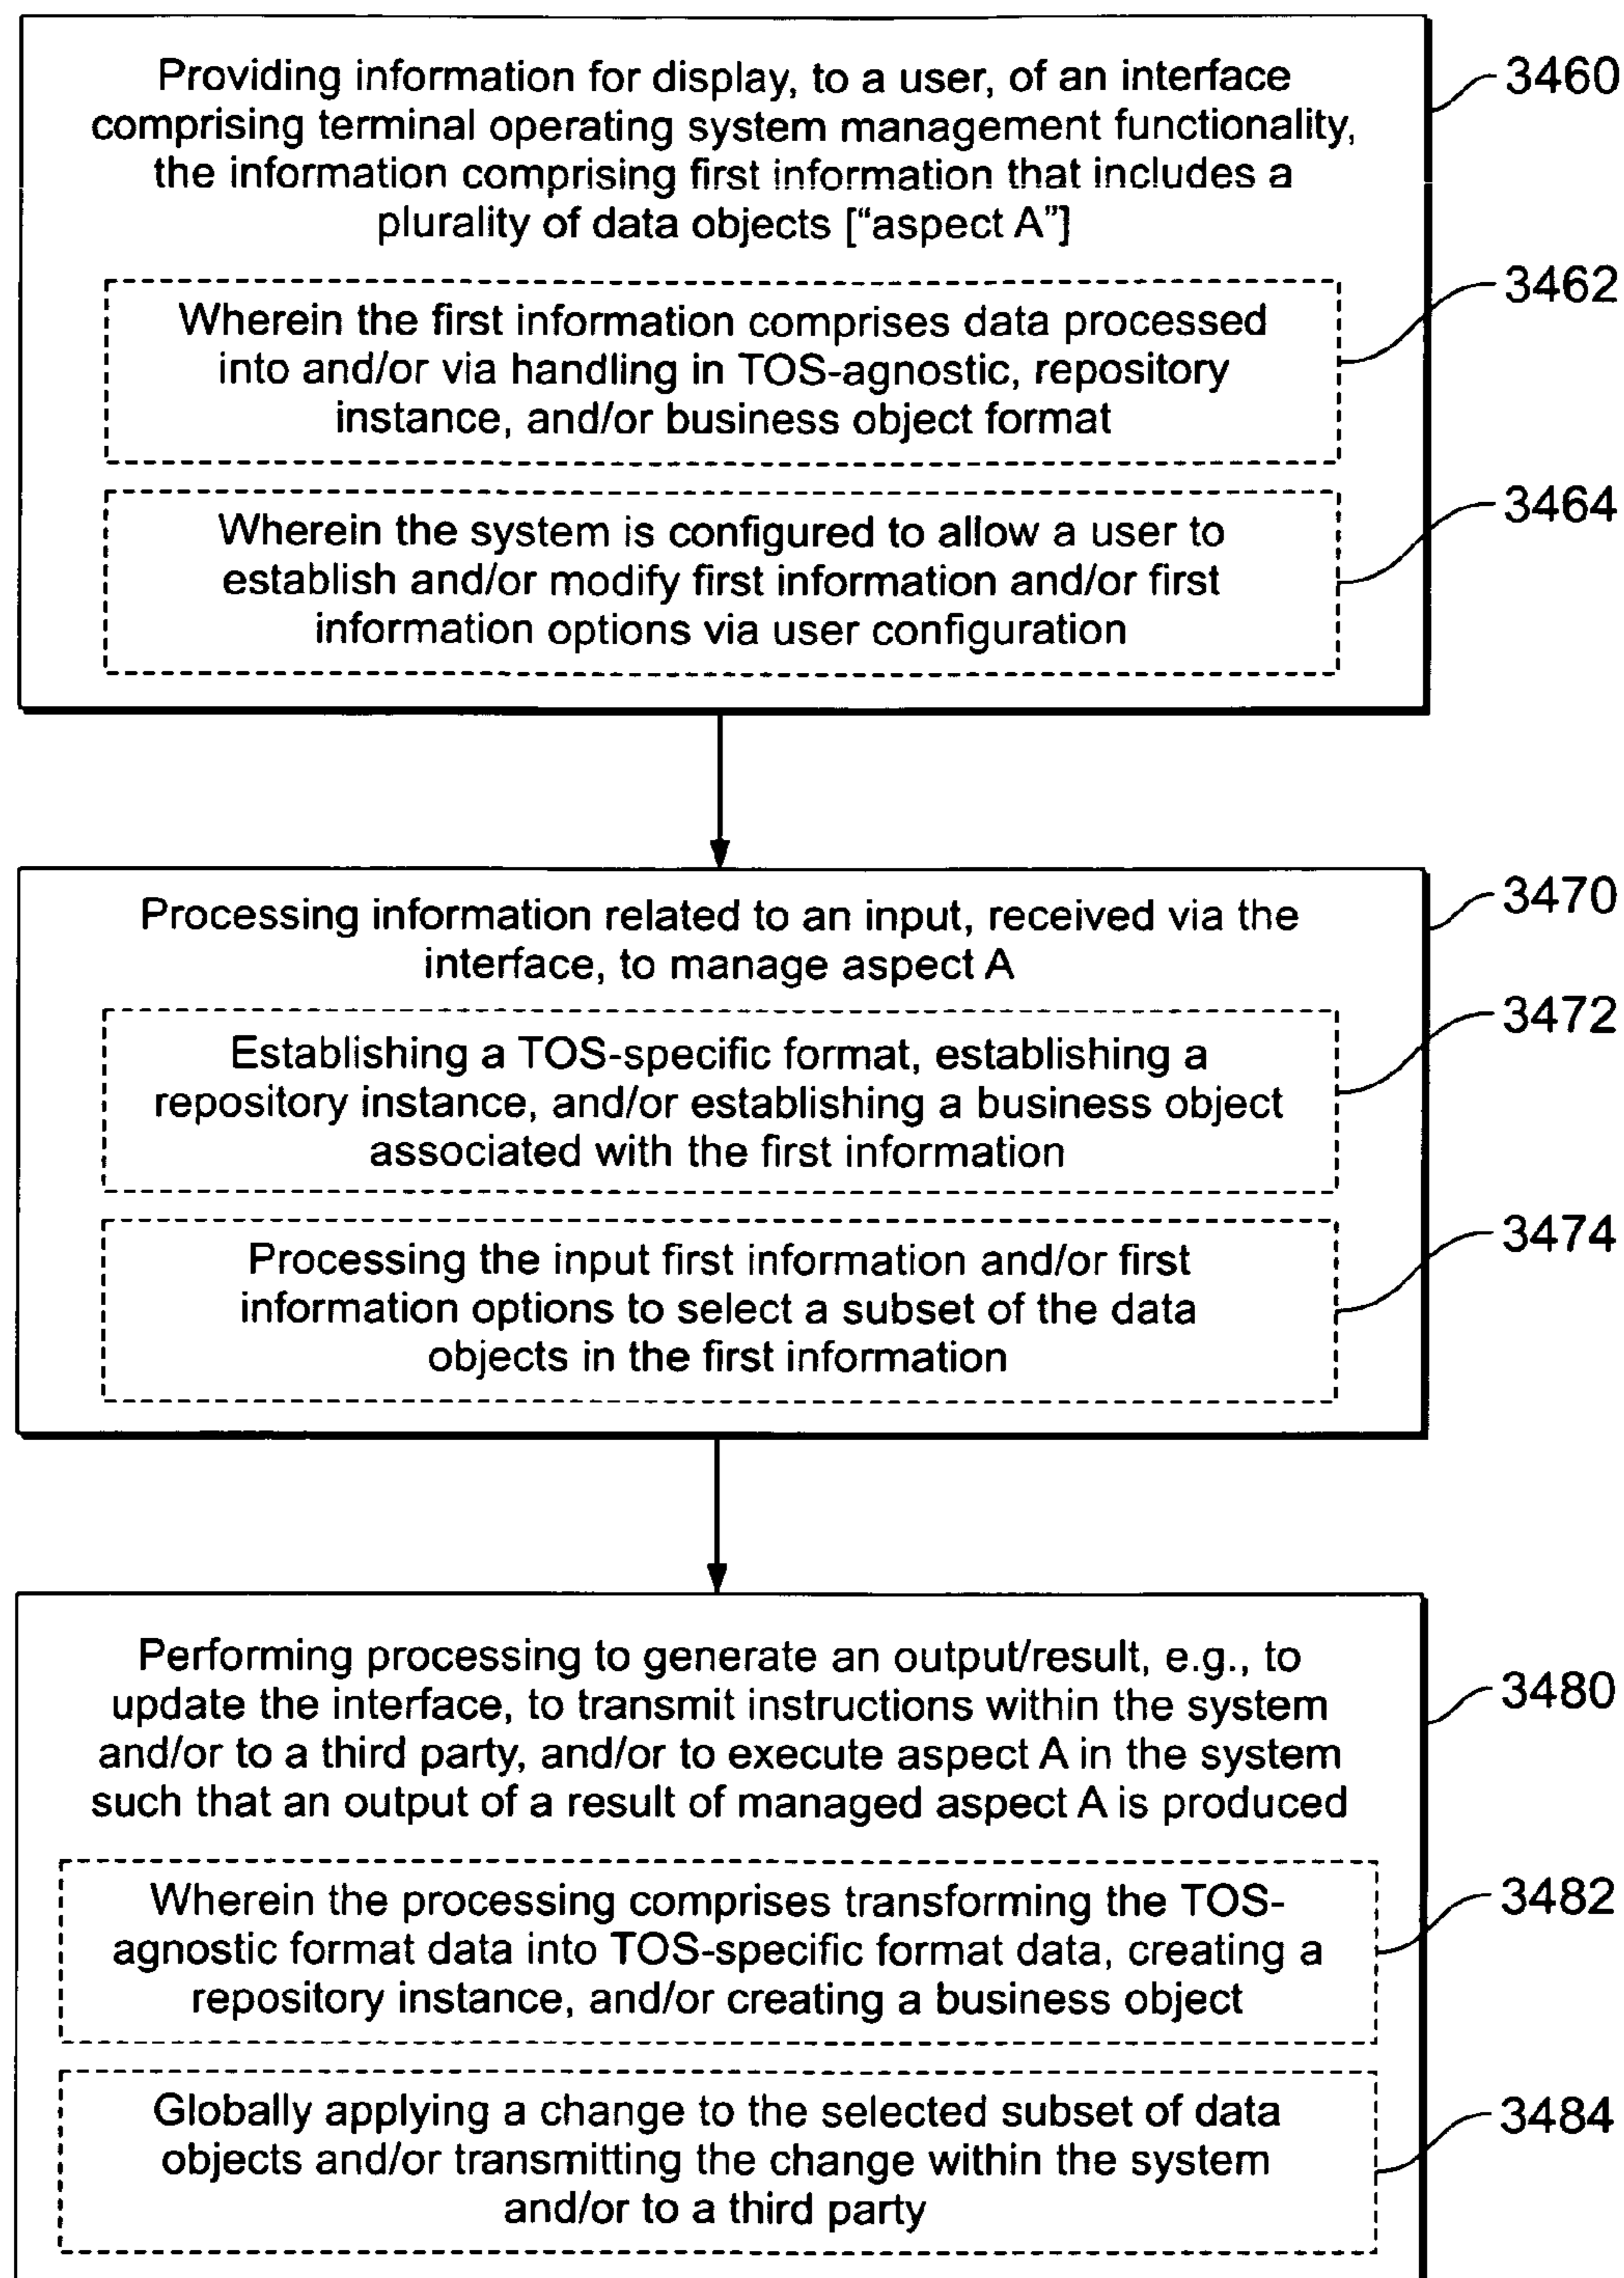 Providing information for display, to a user, of an interface
comprising terminal operating system management functionality,
the information comprising first information that includes a
plurality of data objects [“aspect A”]
3460
Wherein the first information comprises data processed
into and/or via handling in TOS-agnostic, repository
instance, and/or business object format
3462
Wherein the system is configured to allow a user to
establish and/or modify first information and/or first
information options via user configuration
3464
Processing information related to an input, received via the
interface, to manage aspect A
3470
Establishing a TOS-specific format, establishing a
repository instance, and/or establishing a business object
associated with the first information
3472
Processing the input first information and/or first
information options to select a subset of the data
objects in the first information
3474
Performing processing to generate an output/result, e.g., to
update the interface, to transmit instructions within the system
and/or to a third party, and/or to execute aspect A in the system
such that an output of a result of managed aspect A is produced
3480
Wherein the processing comprises transforming the TOS-
agnostic format data into TOS-specific format data, creating a
repository instance, and/or creating a business object
3482
Globally applying a change to the selected subset of data
objects and/or transmitting the change within the system
and/or to a third party
3484